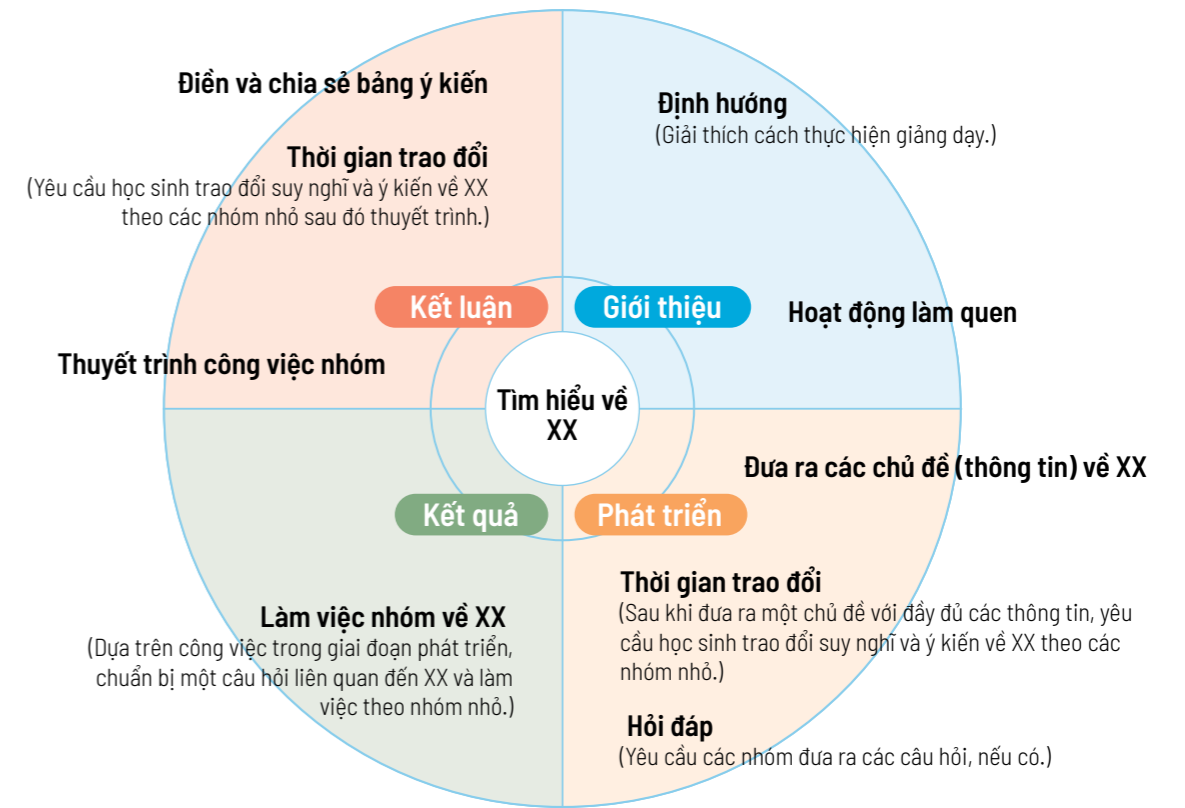 Điền và chia sẻ bảng ý kiến
Thời gian trao đổi
(Yêu cầu học sinh trao đổi suy nghĩ và ý kiến về XX
theo các nhóm nhỏ sau đó thuyết trình.)
Kết luận
Thuyết trình công việc nhóm
Định hướng
(Giải thích cách thực hiện giảng dạy.)
Giới thiệu
Hoạt động làm quen
Tìm hiểu về
XX
Đưa ra các chủ đề (thông tin) về XX
Phát triển
Thời gian trao đổi
(Sau khi đưa ra một chủ đề với đầy đủ các thông tin, yêu
cầu học sinh trao đổi suy nghĩ và ý kiến về XX theo các
nhóm nhỏ.)
Hỏi đáp
(Yêu cầu các nhóm đưa ra các câu hỏi, nếu có.)
Kết quả
Làm việc nhóm về XX
(Dựa trên công việc trong giai đoạn phát triển,
chuẩn bị một câu hỏi liên quan đến XX và làm
việc theo nhóm nhỏ.)